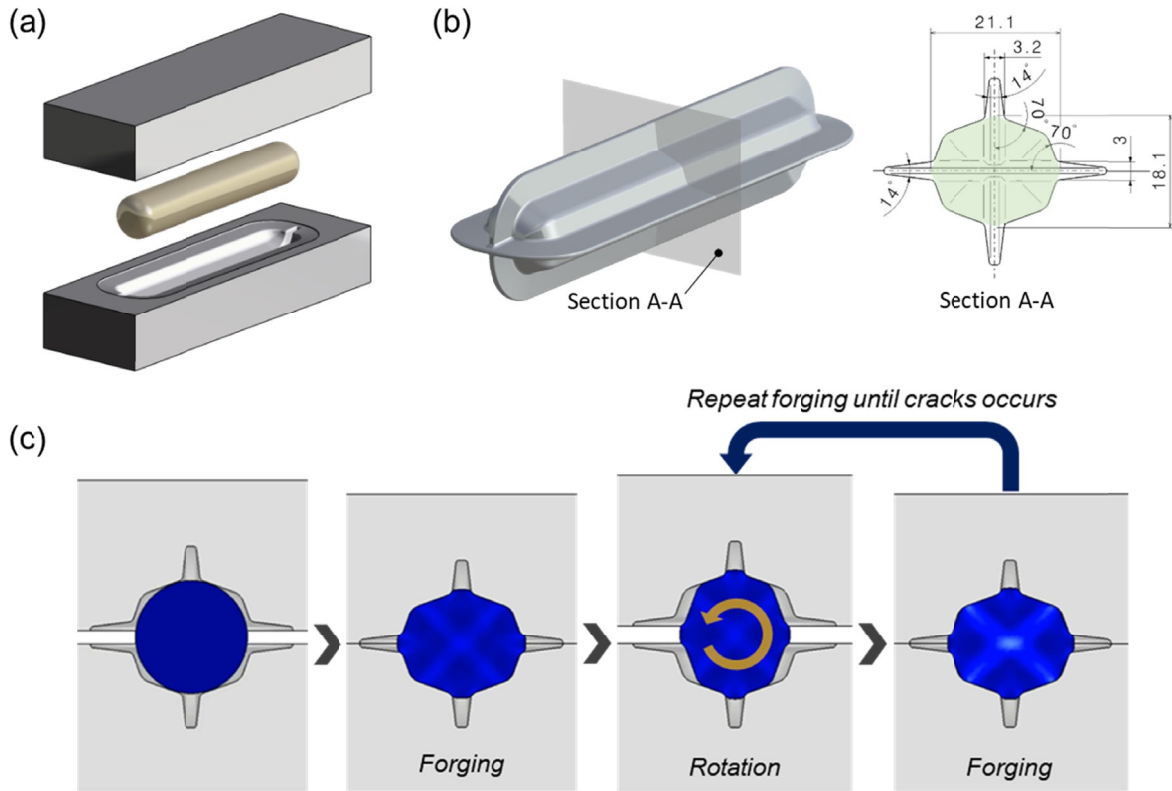 (a)
(b)
21.1
3.2
14°
70°
70°
3
18.1
14°
Section A-A
Section A-A
Repeat forging until cracks occurs
(c)
Forging
Rotation
Forging